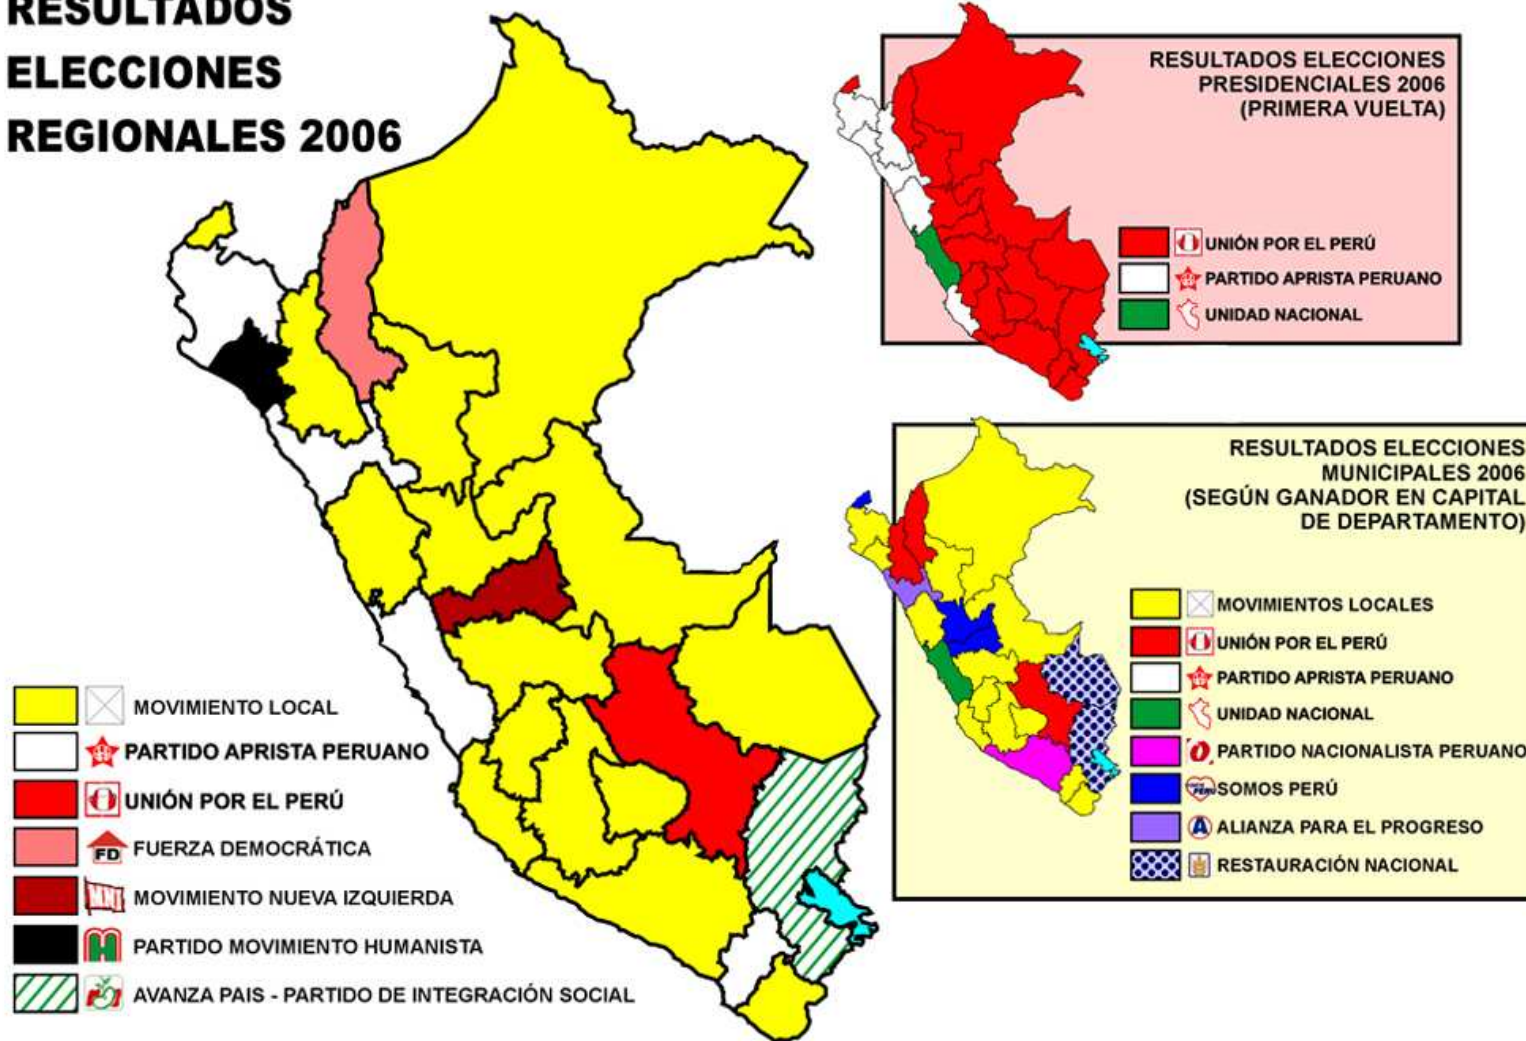 RESULTADOS
ELECCIONES
REGIONALES 2006
MOVIMIENTO LOCAL
PARTIDO APRISTA PERUANO
UNIÓN POR EL PERÚ
FD
FUERZA DEMOCRÁTICA
MNI
MOVIMIENTO NUEVA IZQUIERDA
PARTIDO MOVIMIENTO HUMANISTA
AVANZA PAIS - PARTIDO DE INTEGRACIÓN SOCIAL
RESULTADOS ELECCIONES
PRESIDENCIALES 2006
(PRIMERA VUELTA)
UNIÓN POR EL PERÚ
PARTIDO APRISTA PERUANO
UNIDAD NACIONAL
RESULTADOS ELECCIONES
MUNICIPALES 2006
(SEGÚN GANADOR EN CAPITAL
DE DEPARTAMENTO)
MOVIMIENTOS LOCALES
UNIÓN POR EL PERÚ
PARTIDO APRISTA PERUANO
UNIDAD NACIONAL
PARTIDO NACIONALISTA PERUANO
SOMOS PERÚ
A ALIANZA PARA EL PROGRESO
RESTAURACIÓN NACIONAL